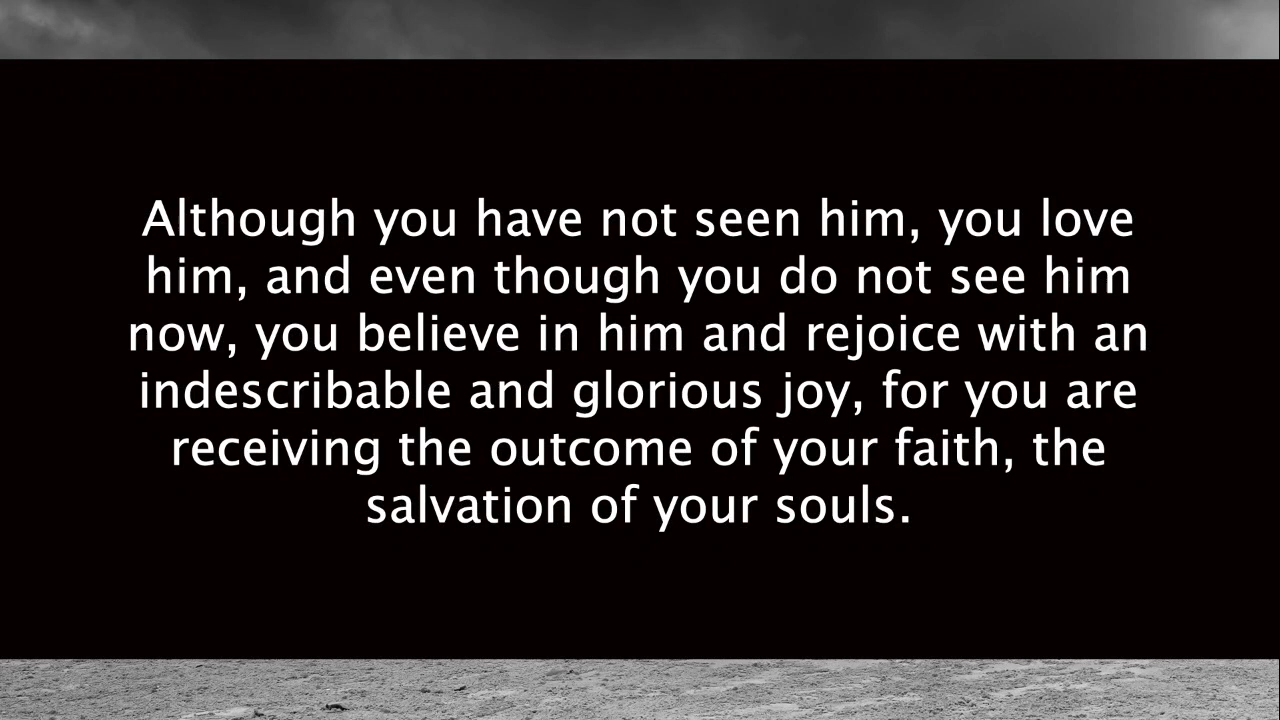 Although you have not seen him, you love
him, and even though you do not see him
now, you believe in him and rejoice with an
indescribable and glorious joy, for you are
receiving the outcome of your faith, the
salvation of your souls.